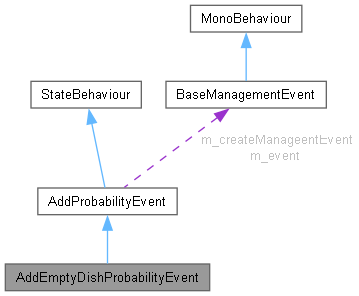 MonoBehaviour
StateBehaviour
BaseManagementEvent
m_createManageentEvent
m_event
AddProbabilityEvent
AddEmptyDishProbabilityEvent